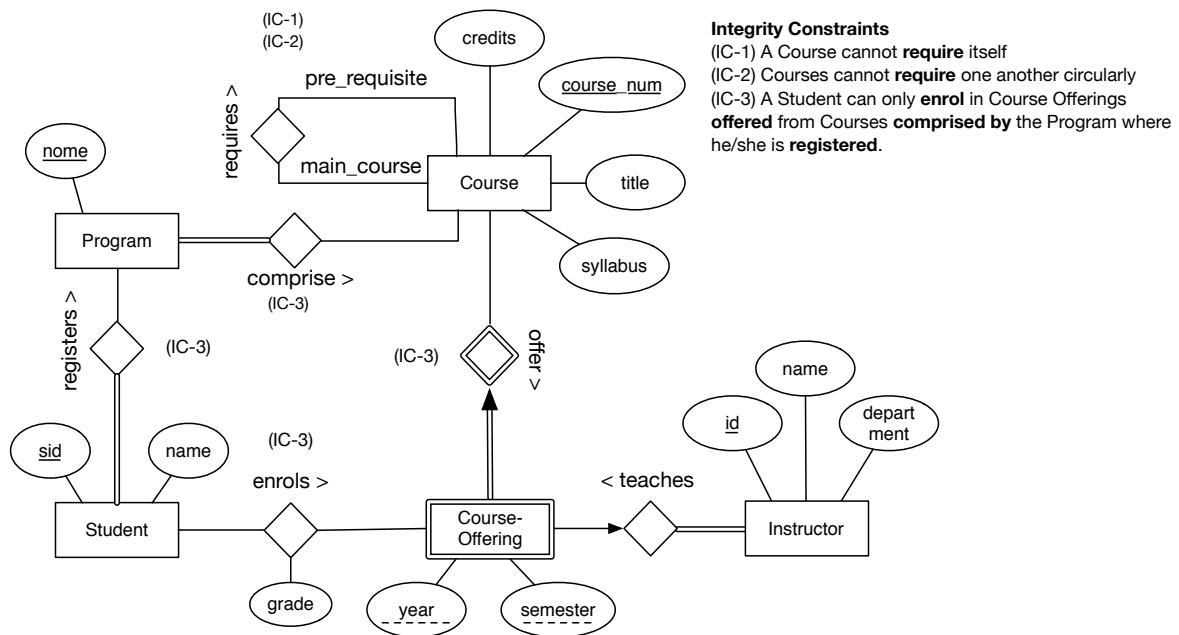 (IC-1)
(IC-2)
credits
Integrity Constraints
(IC-1) A Course cannot require itself
(IC-2) Courses cannot require one another circularly
(IC-3) A Student can only enrol in Course Offerings
offered from Courses comprised by the Program where
he/she is registered.
pre_requisite
course_num
requires >
nome
main_course
Course
title
Program
syllabus
comprise >
(IC-3)
registers >
(IC-3)
(IC-3)
offer >
name
id
depart
ment
sid
name
(IC-3)
enrols >
< teaches
Student
Course-
Offering
Instructor
grade
year
semester